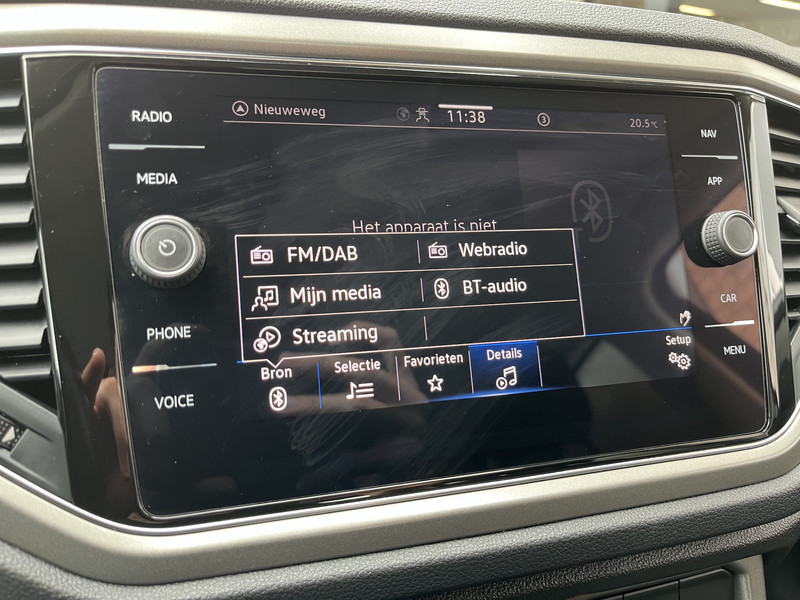 RADIO
MEDIA
PHONE
VOICE
Nieuweweg
11:38
3
20.5°C
Het apparaat is niet
FM/DAB
Webradio
Mijn media
BT-audio
Streaming
Bron
Selectie
Favorieten
Details
Setup
NAV
APP
CAR
MENU